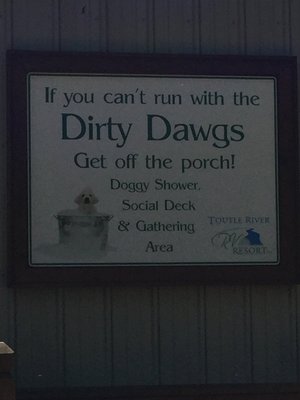 If you can't run with the
Dirty Dawgs
Get off the porch!
Doggy Shower,
Social Deck
& Gathering
Area
TOUTLE RIVER
RV
RESORT